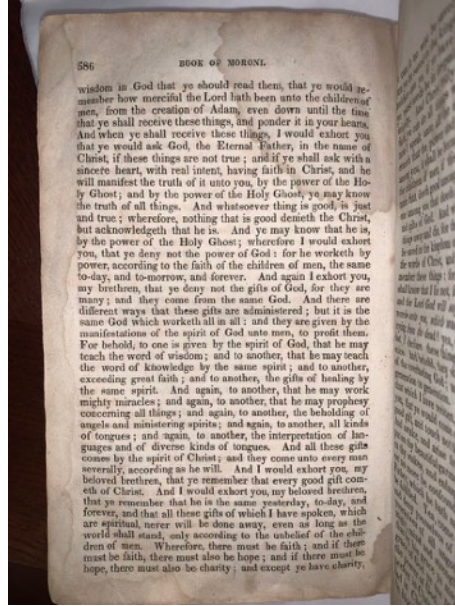 586 BOOK OF MORONI.
wisdom in God that ye should read them, that ye would re-
member how merciful the Lord hath been unto the children of
men, from the creation of Adam, even down until the time
that ye shall receive these things, and ponder it in your hearts.
And when ye shall receive these things, I would exhort you
that ye would ask God, the Eternal Father, in the name of
Christ, if these things are not true; and if ye shall ask with a
sincere heart, with real intent, having faith in Christ, and he
will manifest the truth of it unto you, by the power of the Ho-
ly Ghost; and by the power of the Holy Ghost, ye may know
the truth of all things. And whatsoever thing is good, is just
and true; wherefore, nothing that is good denieth the Christ,
but acknowledgeth that he is. And ye may know that he is,
by the power of the Holy Ghost; wherefore I would exhort
you, that ye deny not the power of God: for he worketh by
power, according to the faith of the children of men, the same
to-day, and to-morrow, and forever. And again I exhort you,
my brethren, that ye deny not the gifts of God, for they are
many; and they come from the same God. And there are
different ways that these gifts are administered; but it is the
same God which worketh all in all: and they are given by the
manifestations of the spirit of God unto men, to profit them.
For behold, to one is given by the spirit of God, that he may
teach the word of wisdom; and to another, that he may teach
the word of knowledge by the same spirit; and to another,
exceeding great faith; and to another, the gifts of healing by
the same spirit. And again, to another, that he may work
mighty miracles; and again, to another, that he may prophesy
concerning all things; and again, to another, the beholding of
angels and ministering spirits; and again, to another, all kinds
of tongues; and again, to another, the interpretation of lan-
guages and of diverse kinds of tongues. And all these gifts
comes by the spirit of Christ; and they come unto every man
severally, according as he will. And I would exhort you, my
beloved brethren, that ye remember that every good gift com-
eth of Christ. And I would exhort you, my beloved brethren,
that ye remember that he is the same yesterday, to-day, and
forever, and that all these gifts of which I have spoken, which
are spiritual, never will be done away, even as long as the
world shall stand, only according to the unbelief of the chil-
dren of men. Wherefore, there must be faith; and if there
must be faith, there must also be hope; and if there must be
hope, there must also be charity; and except ye have charity,